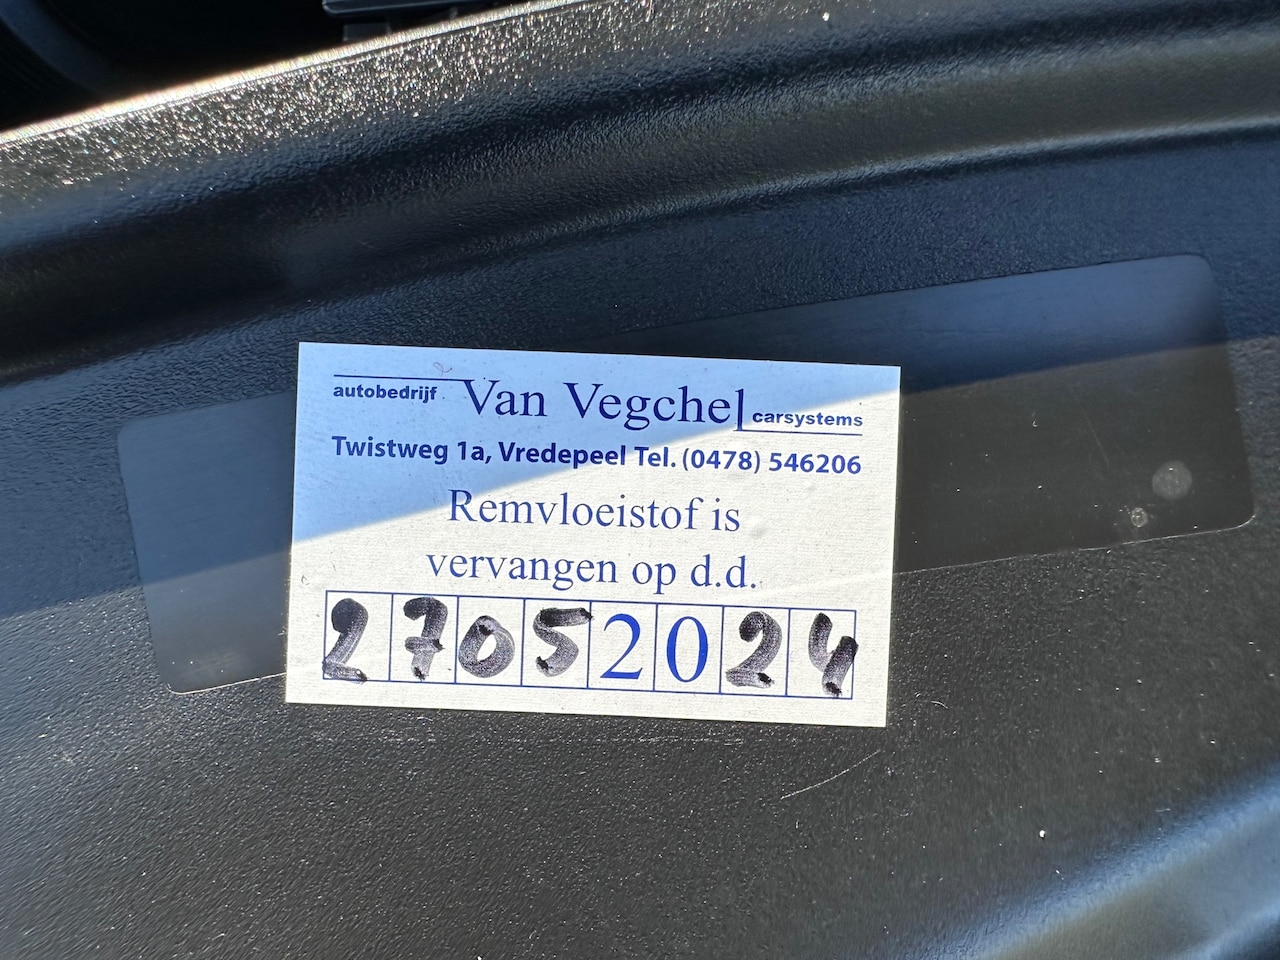 autobedrijf Van Vegchel carsystems
Twistweg 1a, Vredepeel Tel. (0478) 546206
Remvloeistof is
vervangen op d.d.
27052024